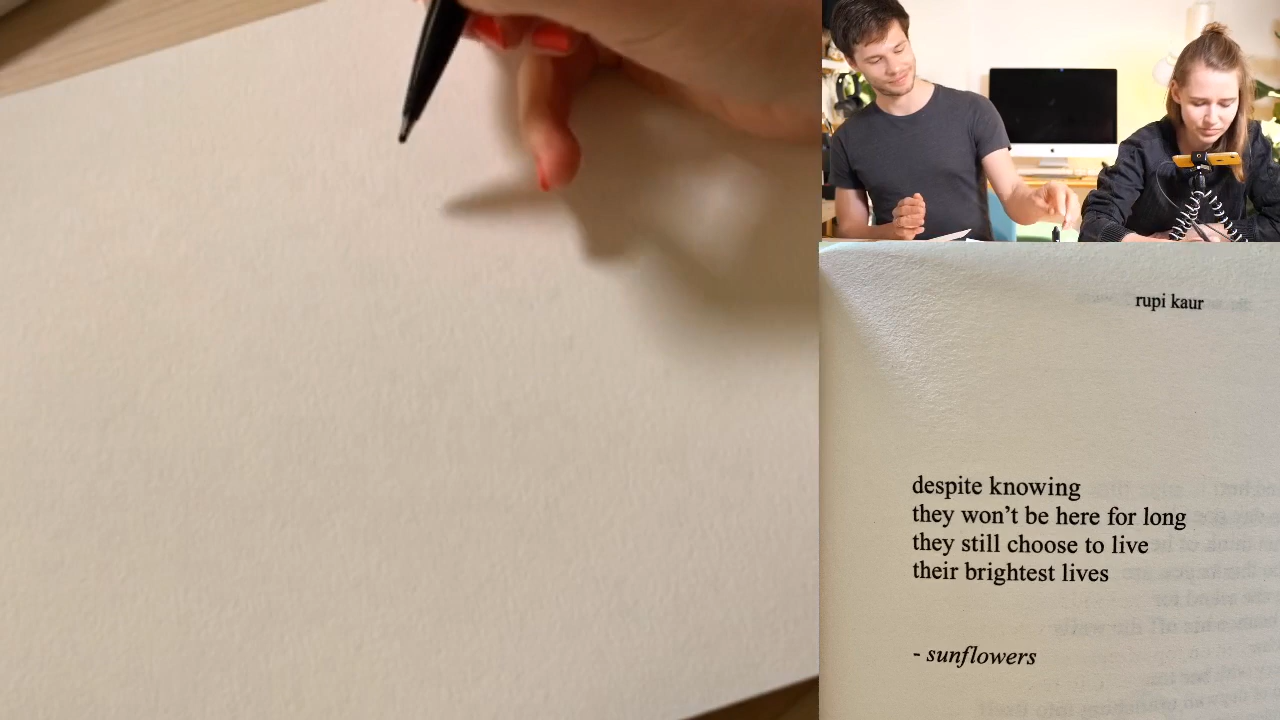 rupi kaur
despite knowing
they won't be here for long
they still choose to live
their brightest lives
- sunflowers